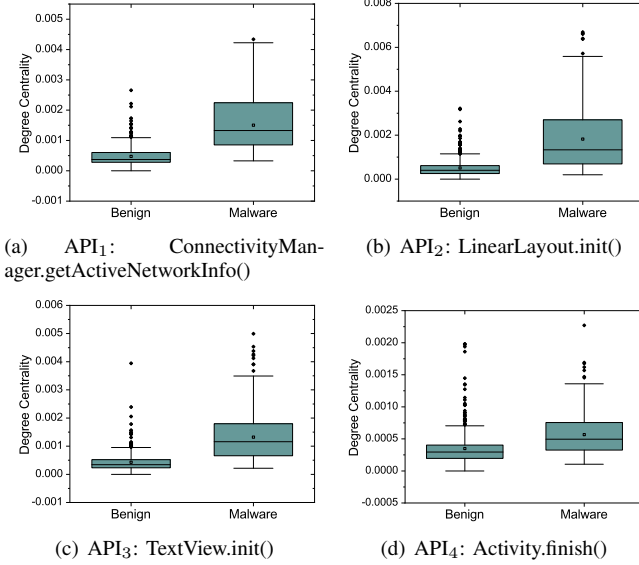 0.005
0.004
0.003
0.002
0.001
0.000
-0.001
Degree Centrality
Benign Malware
0.008
0.006
0.004
0.002
0.000
Degree Centrality
Benign Malware
(a) API₁: ConnectivityMan-
ager.getActiveNetworkInfo()
(b) API₂: LinearLayout.init()
0.006
0.005
0.004
0.003
0.002
0.001
0.000
-0.001
Degree Centrality
Benign Malware
0.0025
0.0020
0.0015
0.0010
0.0005
0.0000
-0.0005
Degree Centrality
Benign Malware
(c) API₃: TextView.init()
(d) API₄: Activity.finish()